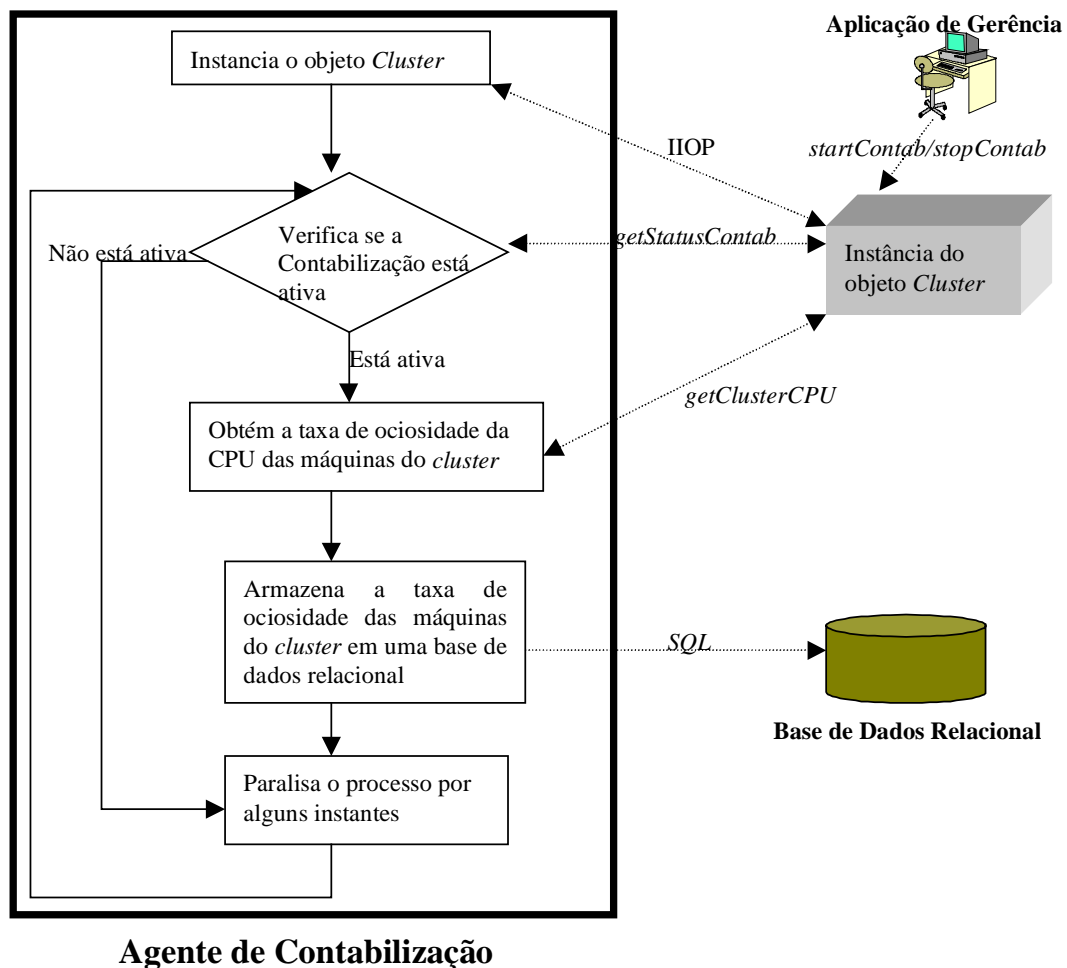 Aplicação de Gerência
Instancia o objeto Cluster
IIOP
startContab/stopContab
Não está ativa
Verifica se a
Contabilização está
ativa
getStatusContab
Instância do
objeto Cluster
Está ativa
getClusterCPU
Obtém a taxa de ociosidade da
CPU das máquinas do cluster
Armazena a taxa de
ociosidade das máquinas
do cluster em uma base de
dados relacional
SQL
Base de Dados Relacional
Paralisa o processo por
alguns instantes
Agente de Contabilização